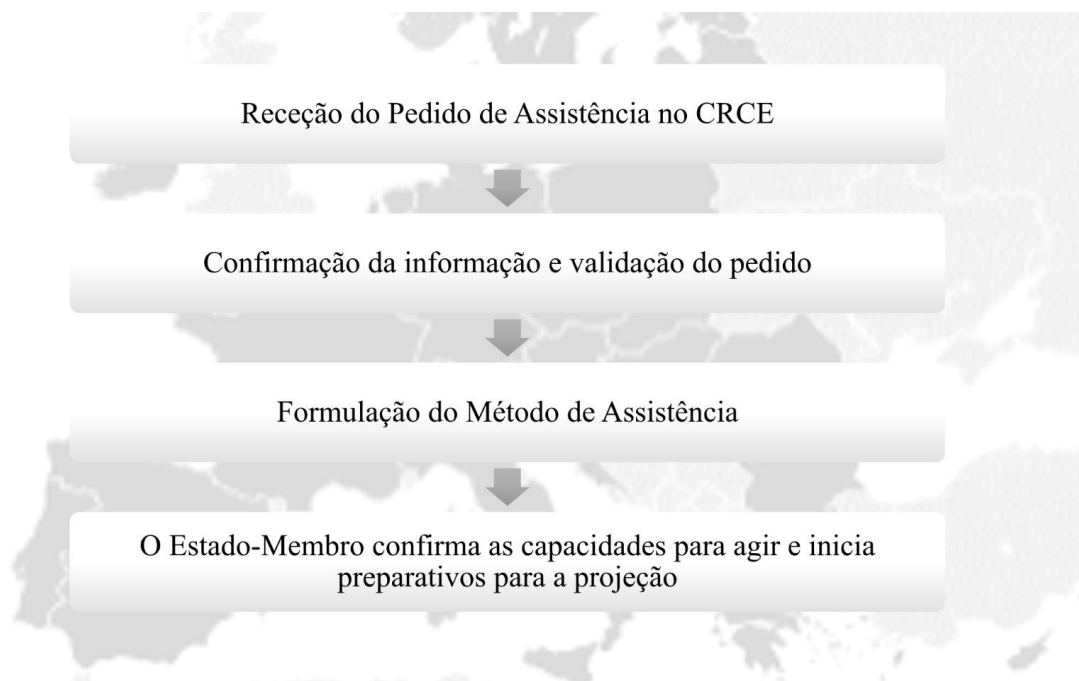 Receção do Pedido de Assistência no CRCE
Confirmação da informação e validação do pedido
Formulação do Método de Assistência
O Estado-Membro confirma as capacidades para agir e inicia
preparativos para a projeção